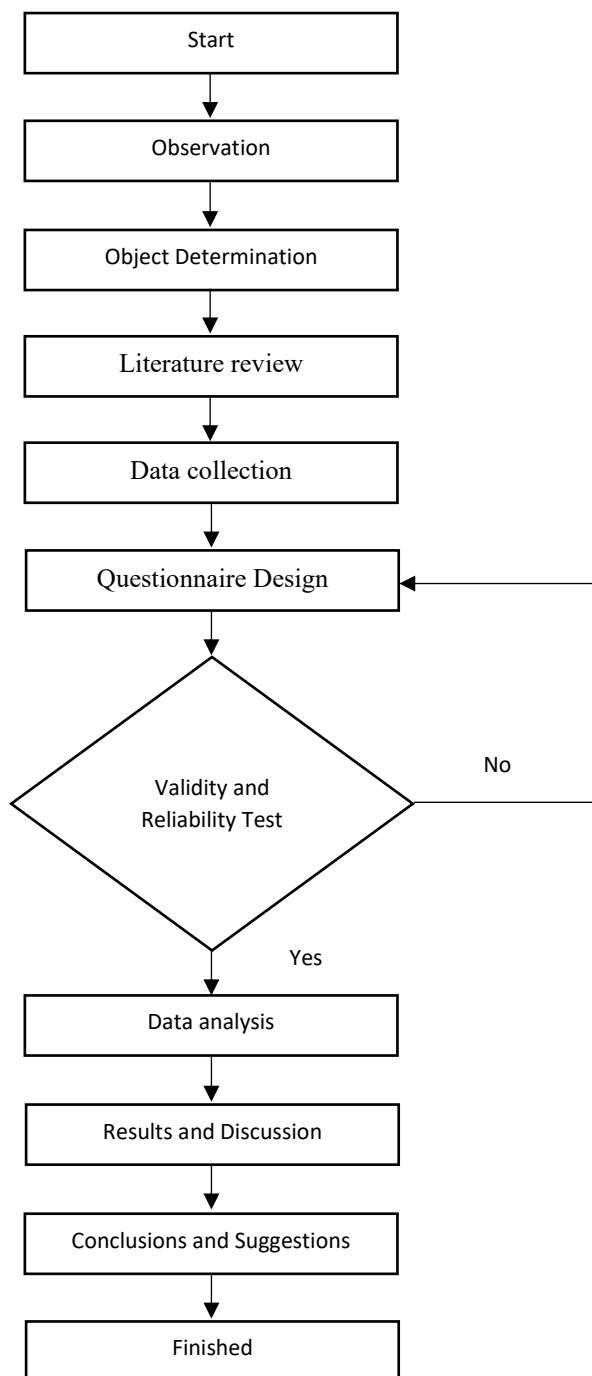 Start
Observation
Object Determination
Literature review
Data collection
Questionnaire Design
Validity and
Reliability Test
No
Yes
Data analysis
Results and Discussion
Conclusions and Suggestions
Finished